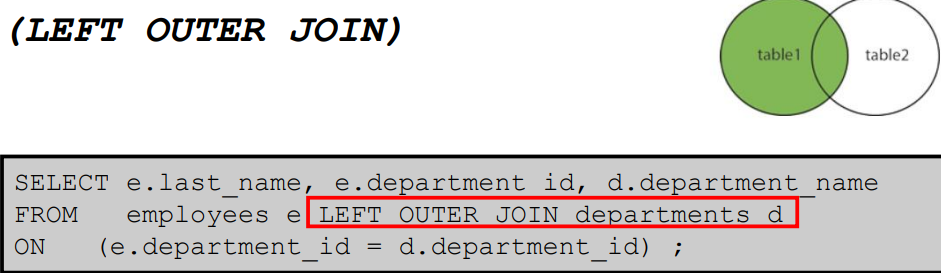 (LEFT OUTER JOIN)
table1
table2
SELECT e.last_name, e.department_id, d.department_name
FROM   employees e LEFT OUTER JOIN departments d
ON   (e.department_id = d.department_id) ;